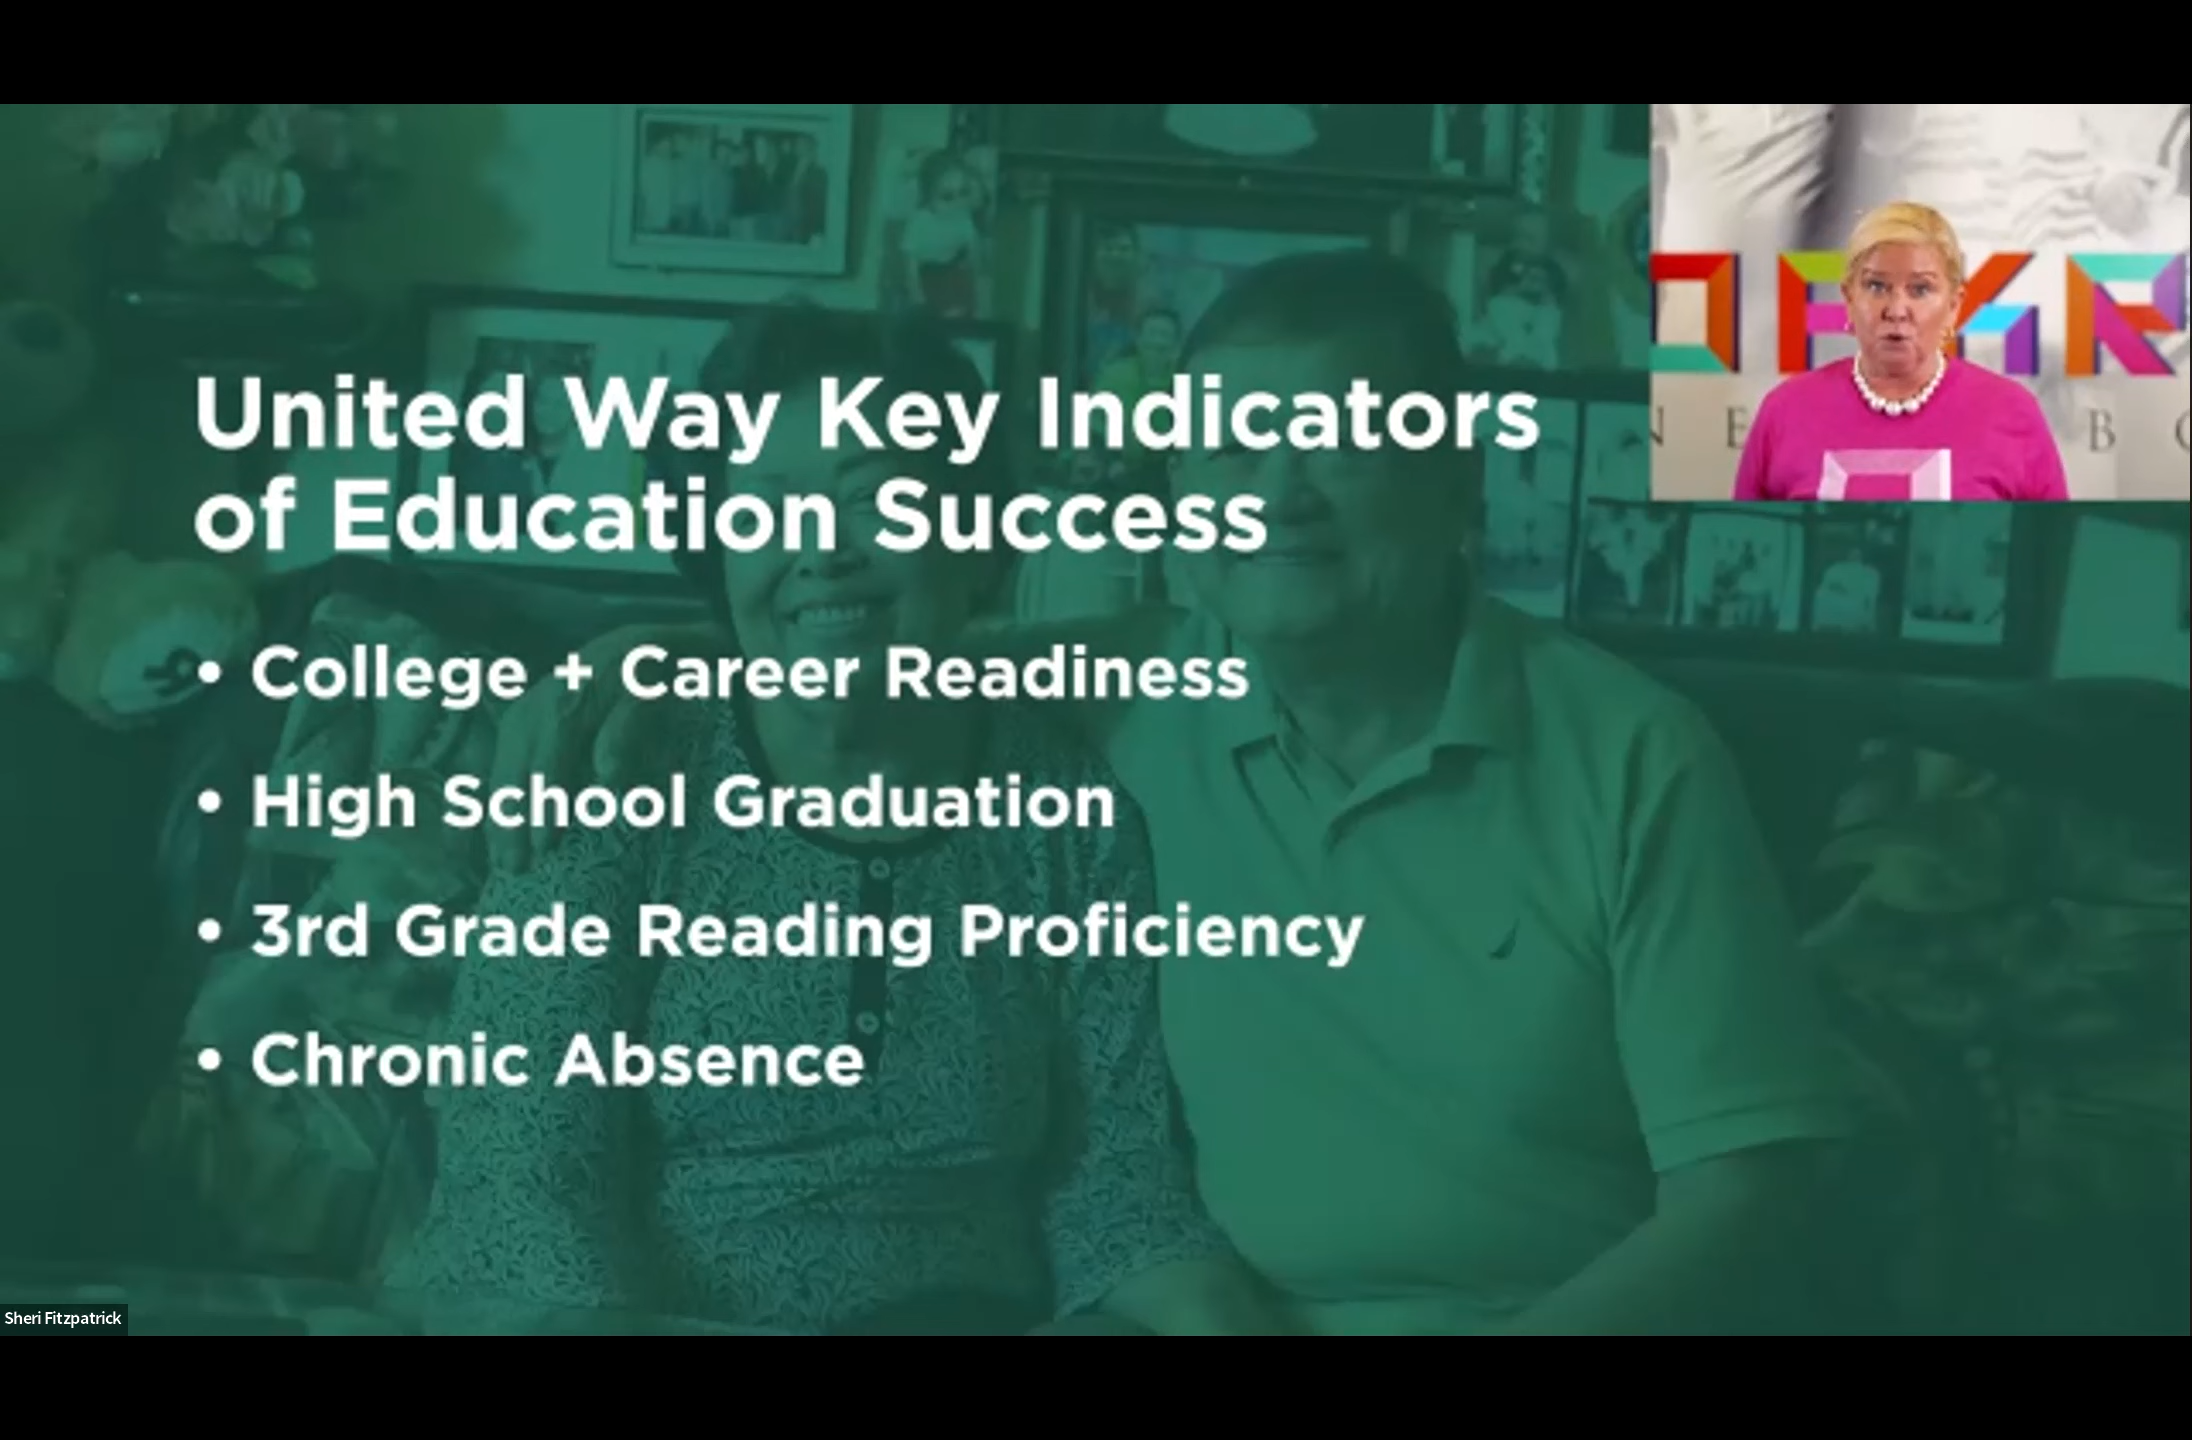 United Way Key Indicators
of Education Success
• College + Career Readiness
• High School Graduation
• 3rd Grade Reading Proficiency
• Chronic Absence
Sheri Fitzpatrick